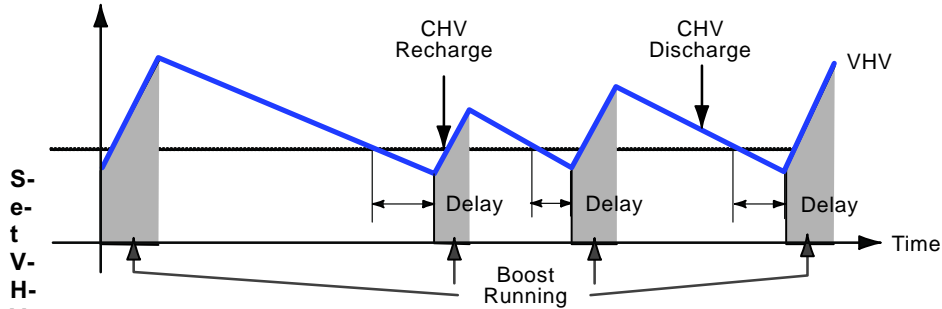 CHV
Recharge
CHV
Discharge
VHV
S-
e-
t
V-
H-
Delay
Delay
Delay
Time
Boost
Running